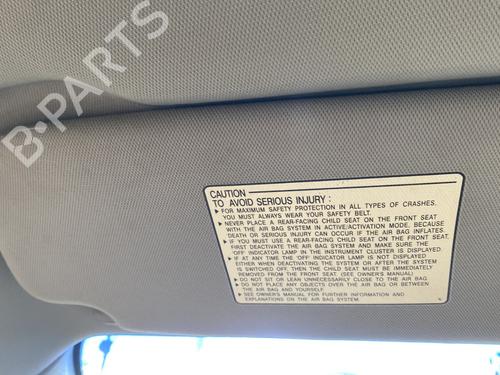 B-PARTS
CAUTION
TO AVOID SERIOUS INJURY:
▶ FOR MAXIMUM SAFETY PROTECTION IN ALL TYPES OF CRASHES.
YOU MUST ALWAYS WEAR YOUR SAFETY BELT.
▶ NEVER PLACE A REAR-FACING CHILD SEAT ON THE FRONT SEAT
WITH THE AIR BAG SYSTEM IN ACTIVE/ACTIVATION MODE, BECAUSE
DEATH OR SERIOUS INJURY CAN OCCUR IF THE AIR BAG INFLATES.
▶ IF YOU MUST USE A REAR-FACING CHILD SEAT ON THE FRONT SEAT.
FIRST DEACTIVATE THE AIR BAG SYSTEM AND MAKE SURE THE
'OFF' INDICATOR LAMP IN THE INSTRUMENT CLUSTER IS DISPLAYED.
▶ IF AT ANY TIME THE 'OFF' INDICATOR LAMP IS NOT DISPLAYED
EITHER WHEN DEACTIVATING THE SYSTEM OR AFTER THE SYSTEM
IS SWITCHED OFF, THEN THE CHILD SEAT MUST BE IMMEDIATELY
REMOVED FROM THE FRONT SEAT. (SEE OWNER'S MANUAL)
▶ DO NOT SIT OR LEAN UNNECESSARILY CLOSE TO THE AIR BAG.
▶ DO NOT PLACE ANY OBJECTS OVER THE AIR BAG OR BETWEEN
THE AIR BAG AND YOURSELF.
▶ SEE OWNER'S MANUAL FOR FURTHER INFORMATION AND
EXPLANATIONS ON THE AIR BAG SYSTEM.